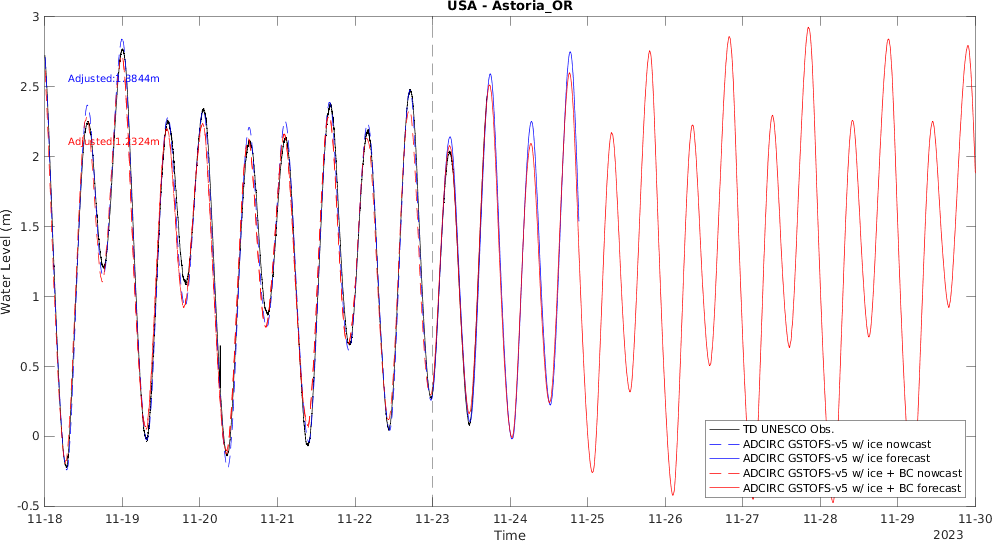 USA - Astoria_OR
Water Level (m)
3
2.5
2
1.5
1
0.5
0
-0.5
Adjusted:1.3844m
Adjusted:1.2324m
TD UNESCO Obs.
ADCIRC GSTOFS-v5 w/ ice nowcast
ADCIRC GSTOFS-v5 w/ ice forecast
ADCIRC GSTOFS-v5 w/ ice + BC nowcast
ADCIRC GSTOFS-v5 w/ ice + BC forecast
11-18 11-19 11-20 11-21 11-22 11-23 11-24 11-25 11-26 11-27 11-28 11-29 11-30
Time
2023